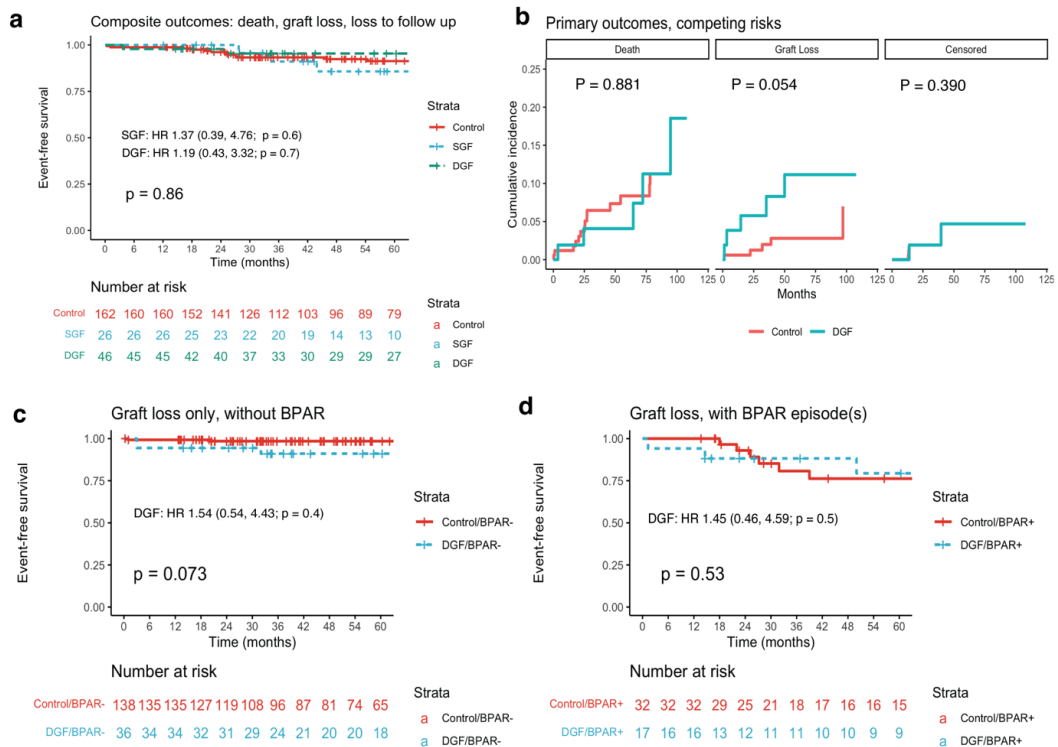 a
Composite outcomes: death, graft loss, loss to follow up
Event-free survival
1.00
0.75
0.50
0.25
0.00
SGF: HR 1.37 (0.39, 4.76; p = 0.6)
DGF: HR 1.19 (0.43, 3.32; p = 0.7)
p = 0.86
0 6 12 18 24 30 36 42 48 54 60
Time (months)
Strata
Control
SGF
DGF
Number at risk
Control 162 160 160 152 141 126 112 103 96 89 79
SGF 26 26 26 25 23 22 20 19 14 13 10
DGF 46 45 45 42 40 37 33 30 29 29 27
Strata
a Control
a SGF
a DGF
b
Primary outcomes, competing risks
Death Graft Loss Censored
Cumulative incidence
0.25
0.20
0.15
0.10
0.05
0.00
P = 0.881 P = 0.054 P = 0.390
0 25 50 75 100 125 0 25 50 75 100 125 0 25 50 75 100 125
Months
Control DGF
c
Graft loss only, without BPAR
Event-free survival
1.00
0.75
0.50
0.25
0.00
DGF: HR 1.54 (0.54, 4.43; p = 0.4)
p = 0.073
0 6 12 18 24 30 36 42 48 54 60
Time (months)
Strata
Control/BPAR-
DGF/BPAR-
Number at risk
Control/BPAR- 138 135 135 127 119 108 96 87 81 74 65
DGF/BPAR- 36 34 34 32 31 29 24 21 20 20 18
Strata
a Control/BPAR-
a DGF/BPAR-
d
Graft loss, with BPAR episode(s)
Event-free survival
1.00
0.75
0.50
0.25
0.00
DGF: HR 1.45 (0.46, 4.59; p = 0.5)
p = 0.53
0 6 12 18 24 30 36 42 48 54 60
Time (months)
Strata
Control/BPAR+
DGF/BPAR+
Number at risk
Control/BPAR+ 32 32 32 29 25 21 18 17 16 16 15
DGF/BPAR+ 17 16 16 13 12 11 11 10 10 9 9
Strata
a Control/BPAR+
a DGF/BPAR+